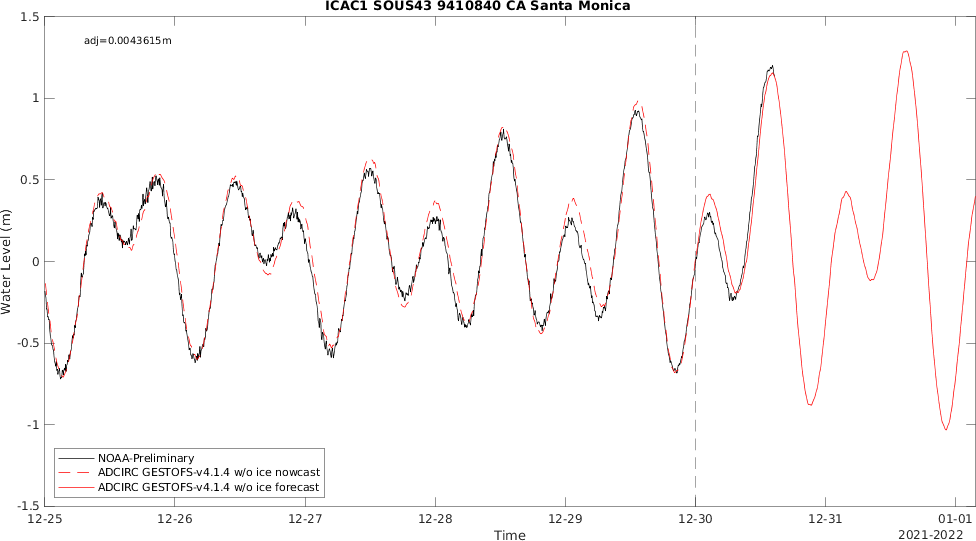 ICAC1 SOUS43 9410840 CA Santa Monica
adj=0.0043615m
1.5
1
0.5
0
-0.5
-1
-1.5
Water Level (m)
NOAA-Preliminary
ADCIRC GESTOFS-v4.1.4 w/o ice nowcast
ADCIRC GESTOFS-v4.1.4 w/o ice forecast
12-25 12-26 12-27 12-28 12-29 12-30 12-31 01-01
Time
2021-2022